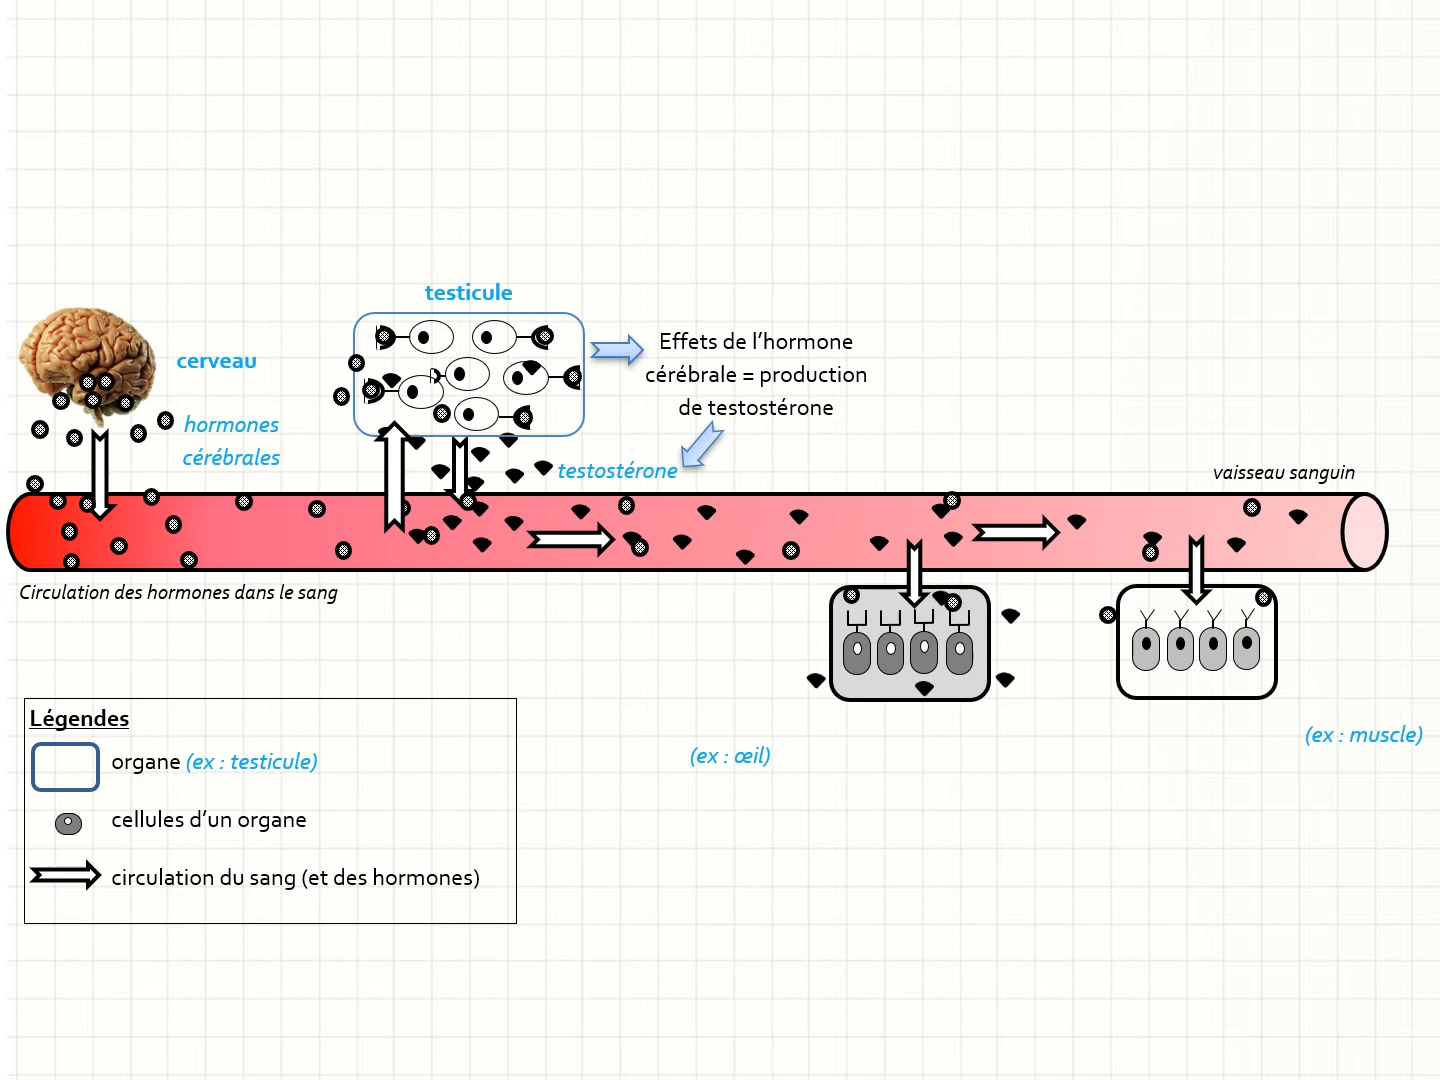 testicule
cerveau
Effets de l’hormone
cérébrale = production
de testostérone
hormones
cérébrales
testostérone
vaisseau sanguin
Circulation des hormones dans le sang
Légendes
organe (ex : testicule)
cellules d’un organe
circulation du sang (et des hormones)
(ex : œil)
(ex : muscle)